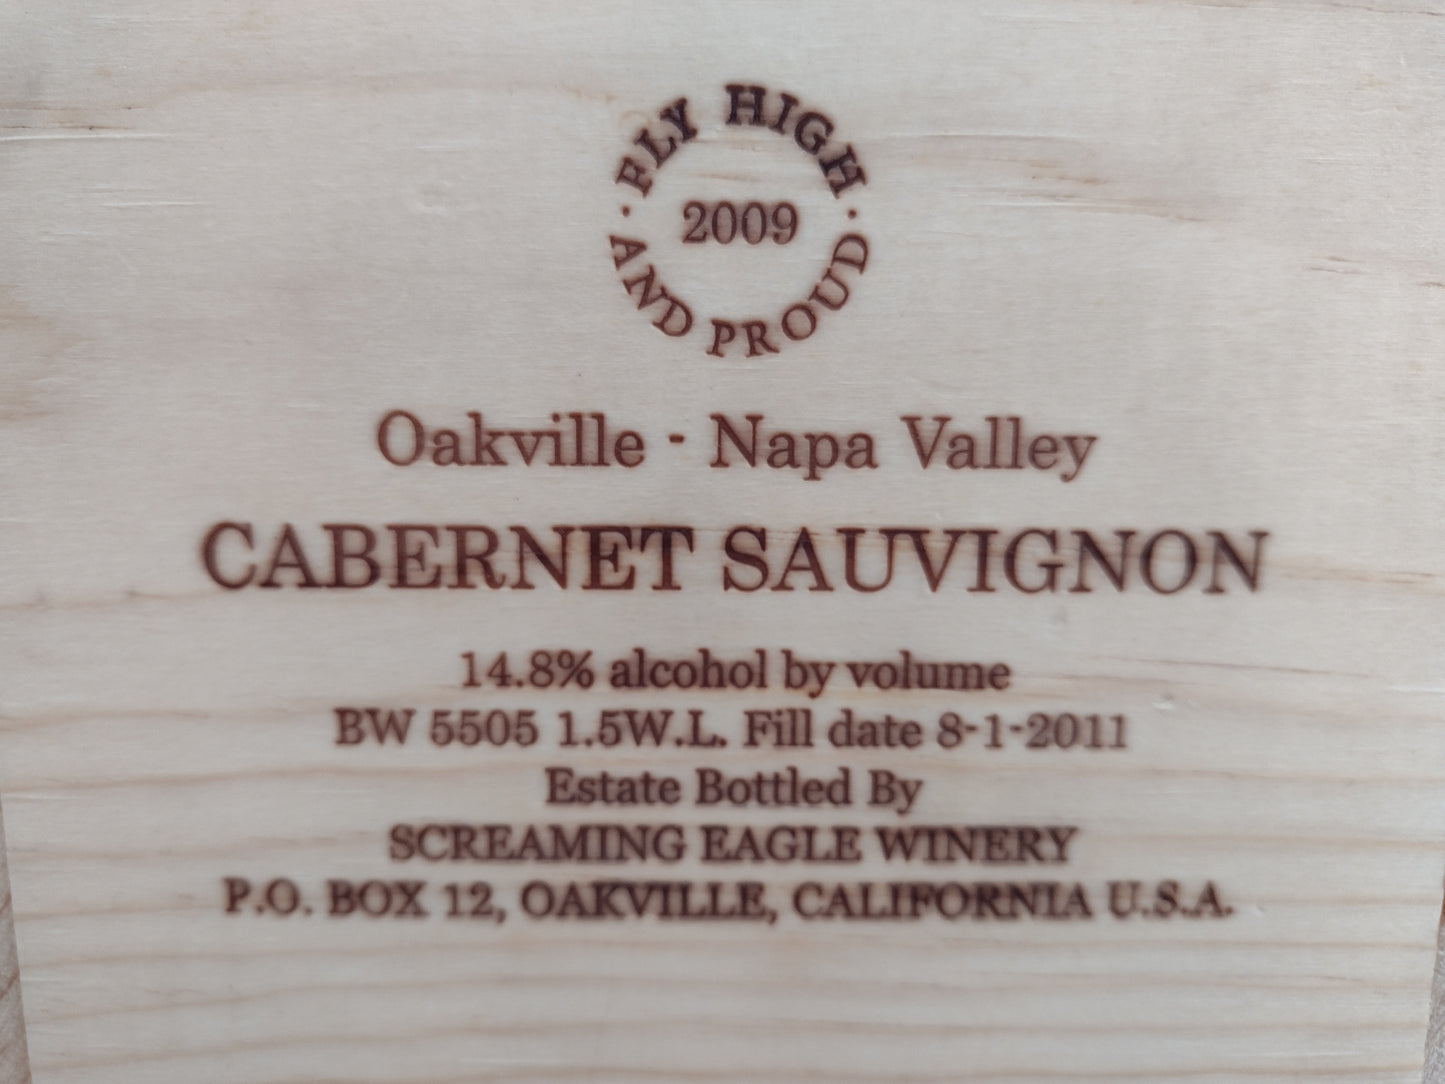 FLY HIGH
2009
AND PROUD
Oakville - Napa Valley
CABERNET SAUVIGNON
14.8% alcohol by volume
BW 5505 1.5W.L. Fill date 8-1-2011
Estate Bottled By
SCREAMING EAGLE WINERY
P.O. BOX 12, OAKVILLE, CALIFORNIA U.S.A.